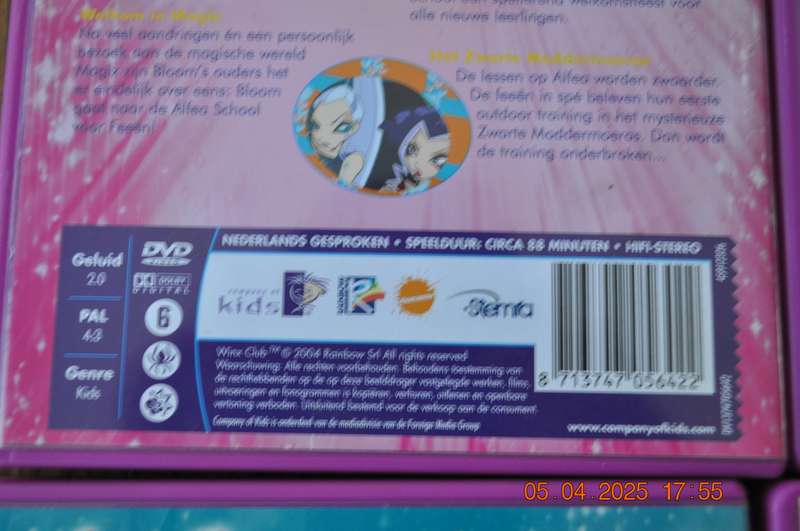 Welkom in Magix
Na veel aandringen én een persoonlijk
bezoek aan de magische wereld
Magix zijn Bloom's ouders het
er eindelijk over eens: Bloom
gaat naar de Alfea School
voor Feeën!
alle nieuwe leerlingen.
Het Zwarte Moddermoeras
De lessen op Alfea worden zwaarder.
De feeën in spé beleven hun eerste
outdoor training in het mysterieuze
Zwarte Moddermoeras. Dan wordt
de training onderbroken...
Geluid
2.0
PAL
4:3
Genre
Kids
DVD
VIDEO
DOLBY
DIGITAL
6
NEDERLANDS GESPROKEN • SPEELDUUR: CIRCA 88 MINUTEN • HIFI-STEREO
company of
kids
nickelodeon
Stemra
8 713747 056422
Winx Club™ © 2004 Rainbow Srl All rights reserved
Waarschuwing: Alle rechten voorbehouden. Behoudens toestemming van
de rechthebbenden op de op deze beelddrager vastgelegde werken, films,
uitvoeringen en fonogrammen is kopiëren, verhuren, uitlenen en openbare
vertoning verboden. Uitsluitend bestemd voor de verkoop aan de consument.
Company of Kids is onderdeel van de mediadivisie van de Foreign Media Group
www.companyofkids.com
05.04.2025 17:55